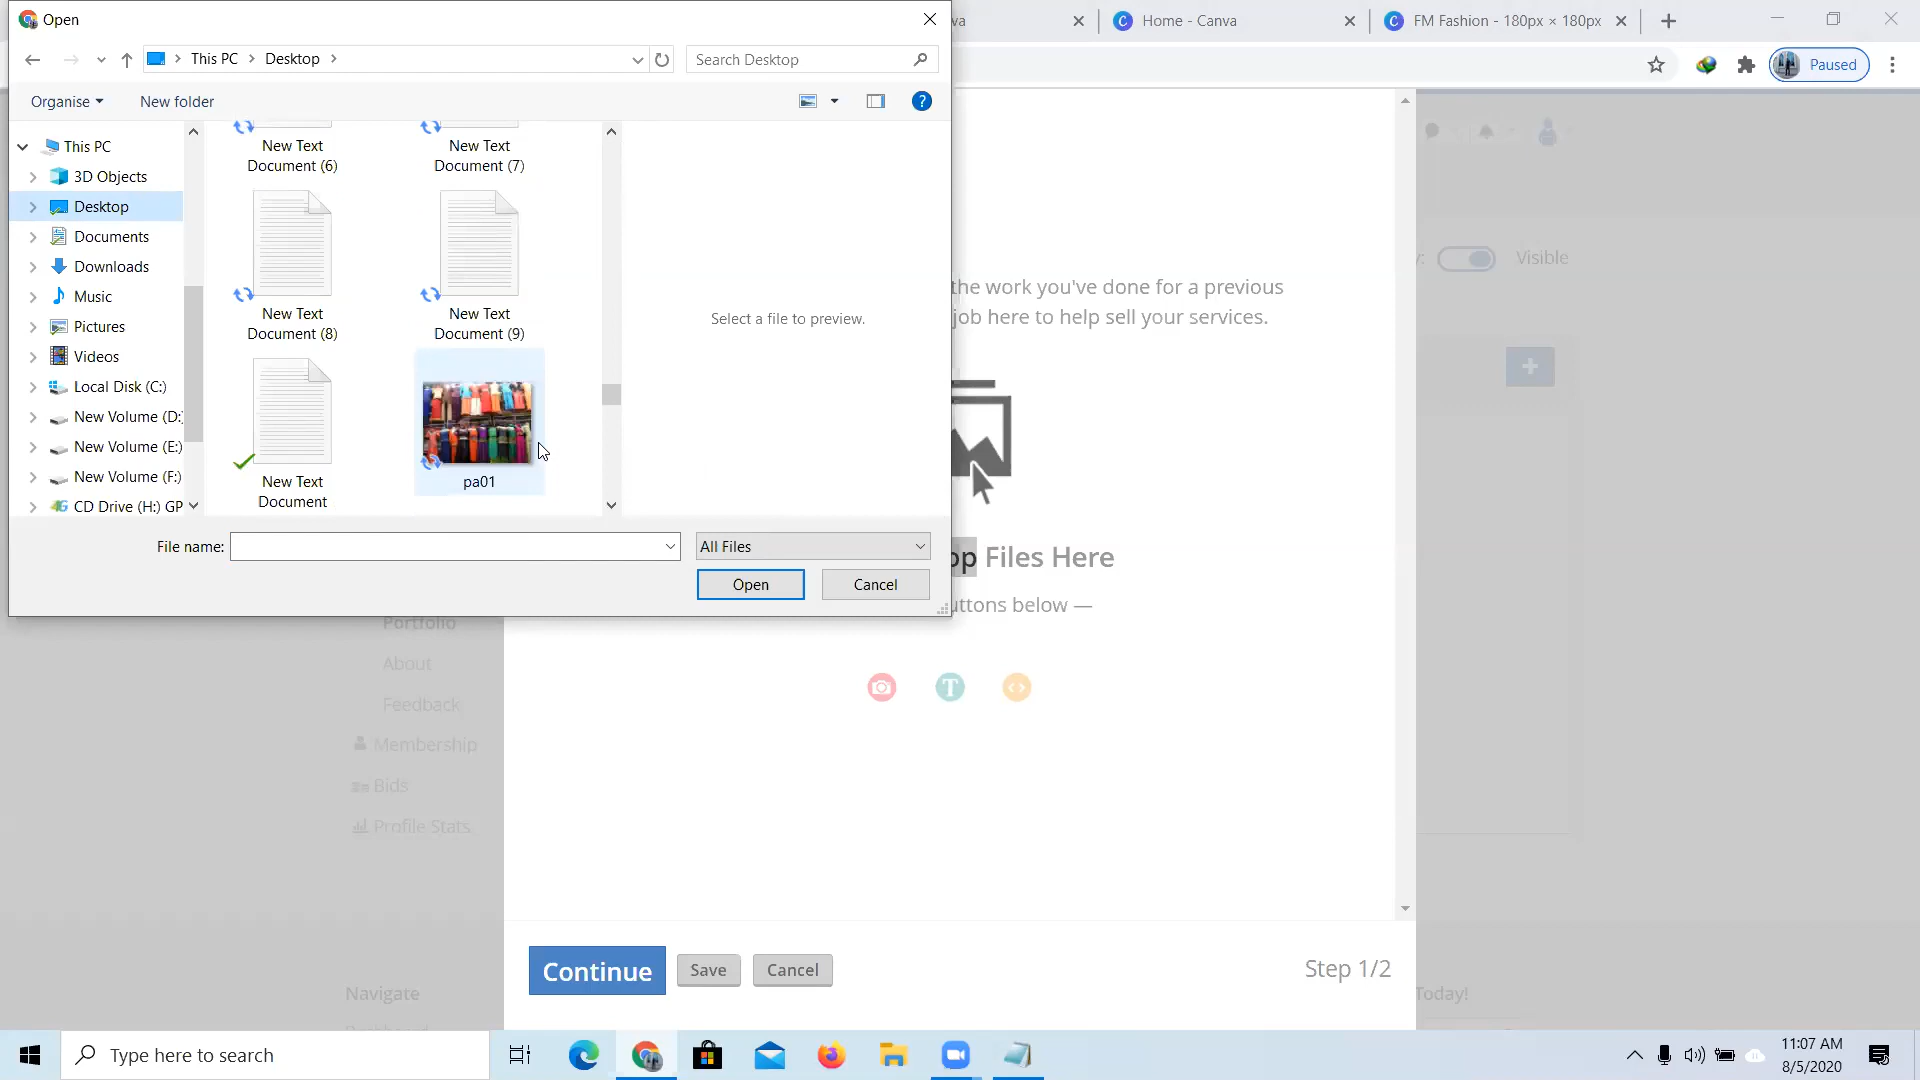 Open
va
Home - Canva
FM Fashion - 180px × 180px
This PC
Desktop
Search Desktop
Paused
Organise
New folder
This PC
3D Objects
Desktop
Documents
Downloads
Music
Pictures
Videos
Local Disk (C:)
New Volume (D:
New Volume (E:)
New Volume (F:)
CD Drive (H:) GP
New Text
Document (6)
New Text
Document (7)
New Text
Document (8)
New Text
Document (9)
New Text
Document
pa01
Select a file to preview.
File name:
All Files
Open
Cancel
y:
Visible
the work you've done for a previous
job here to help sell your services.
op Files Here
uttons below —
T
Portfolio
About
Feedback
Membership
Bids
Profile Stats
Continue
Save
Cancel
Step 1/2
Navigate
Today!
Type here to search
11:07 AM
8/5/2020